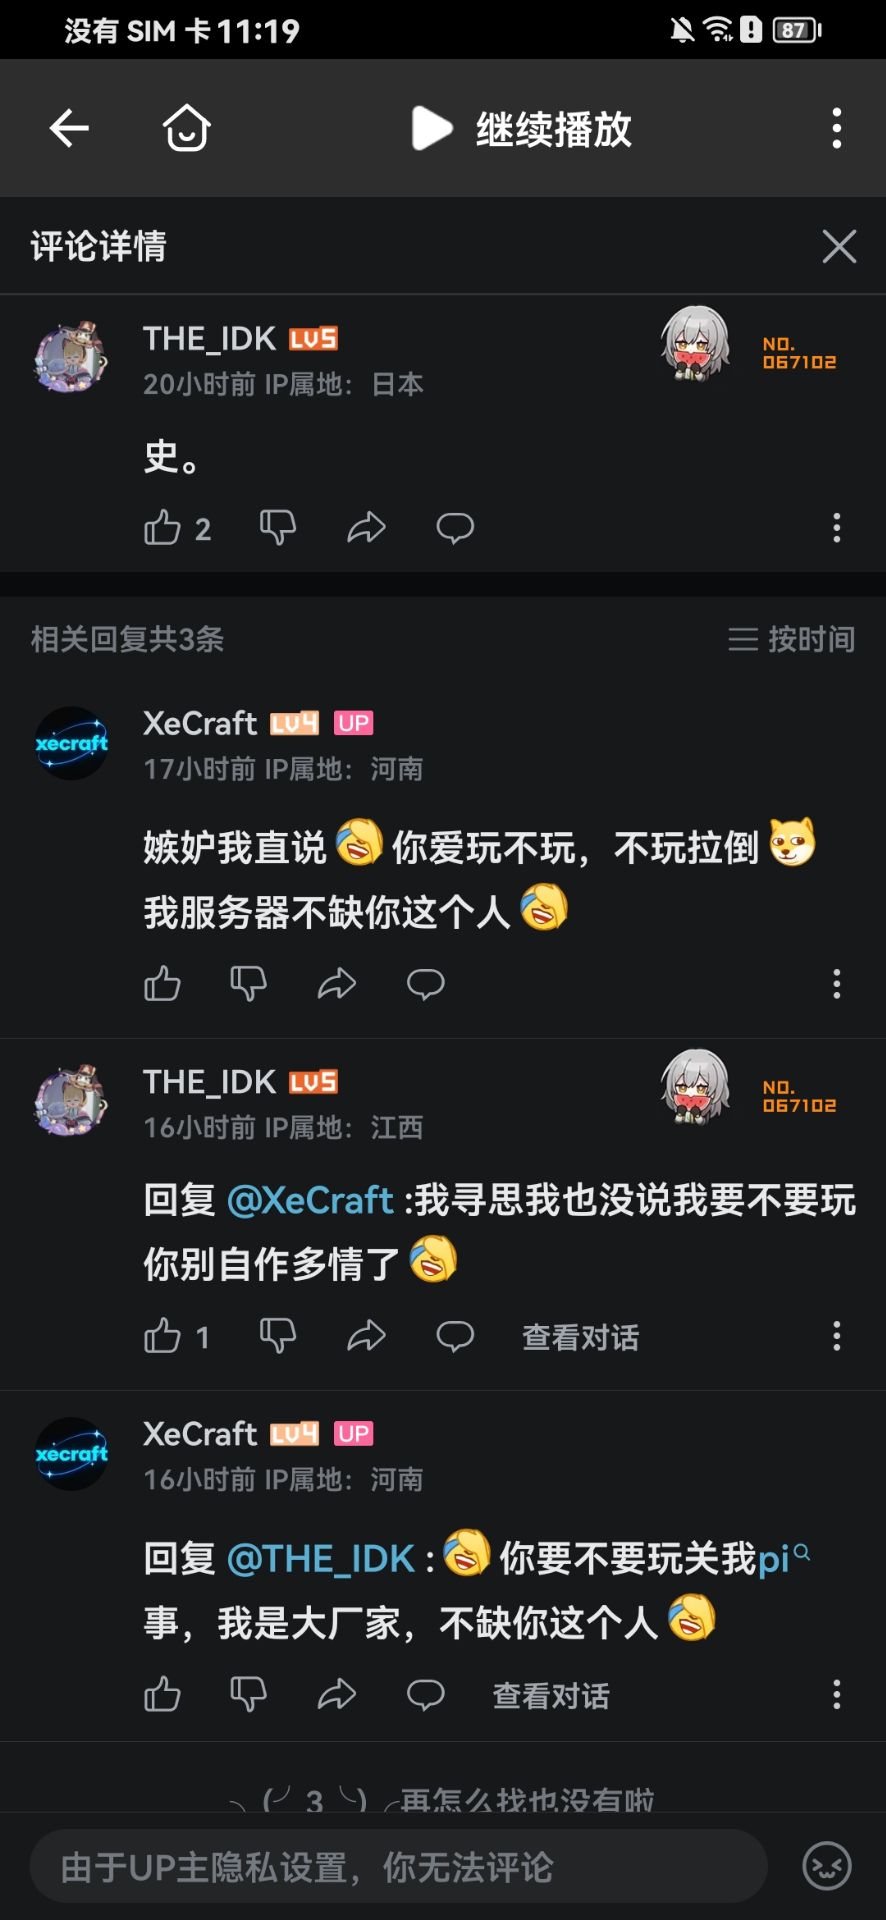 没有 SIM 卡 11:19
87
继续播放
评论详情
THE_IDK LV5
NO.
067102
20小时前 IP属地：日本
史。
2
相关回复共3条
按时间
xecraft
XeCraft LV4 UP
17小时前 IP属地：河南
嫉妒我直说你爱玩不玩，不玩拉倒
我服务器不缺你这个人
THE_IDK LV5
NO.
067102
16小时前 IP属地：江西
回复 @XeCraft :我寻思我也没说我要不要玩
你别自作多情了
1
查看对话
xecraft
XeCraft LV4 UP
16小时前 IP属地：河南
回复 @THE_IDK :你要不要玩关我pi
事，我是大厂家，不缺你这个人
查看对话
╮(╯3╰)╭再怎么找也没有啦
由于UP主隐私设置，你无法评论